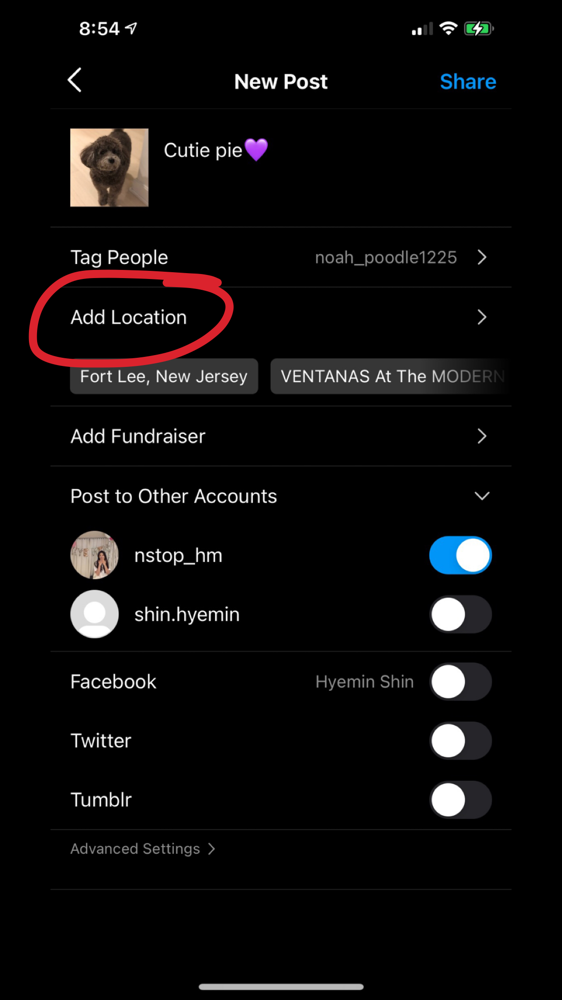 8:54
New Post
Share
Cutie pie💜
Tag People
noah_poodle1225
Add Location
Fort Lee, New Jersey
VENTANAS At The MODERN
Add Fundraiser
Post to Other Accounts
nstop_hm
shin.hyemin
Facebook
Hyemin Shin
Twitter
Tumblr
Advanced Settings